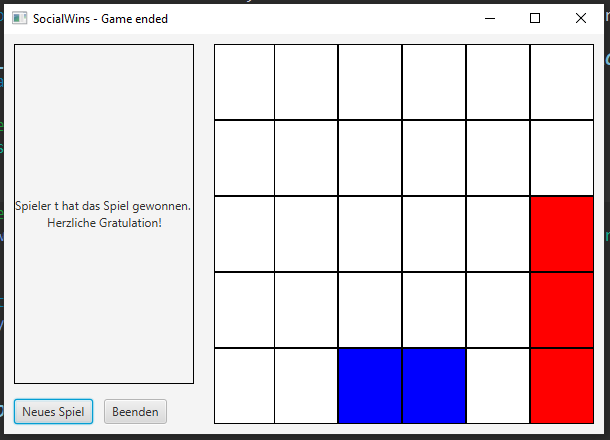 SocialWins - Game ended
Spieler t hat das Spiel gewonnen.
Herzliche Gratulation!
Neues Spiel
Beenden